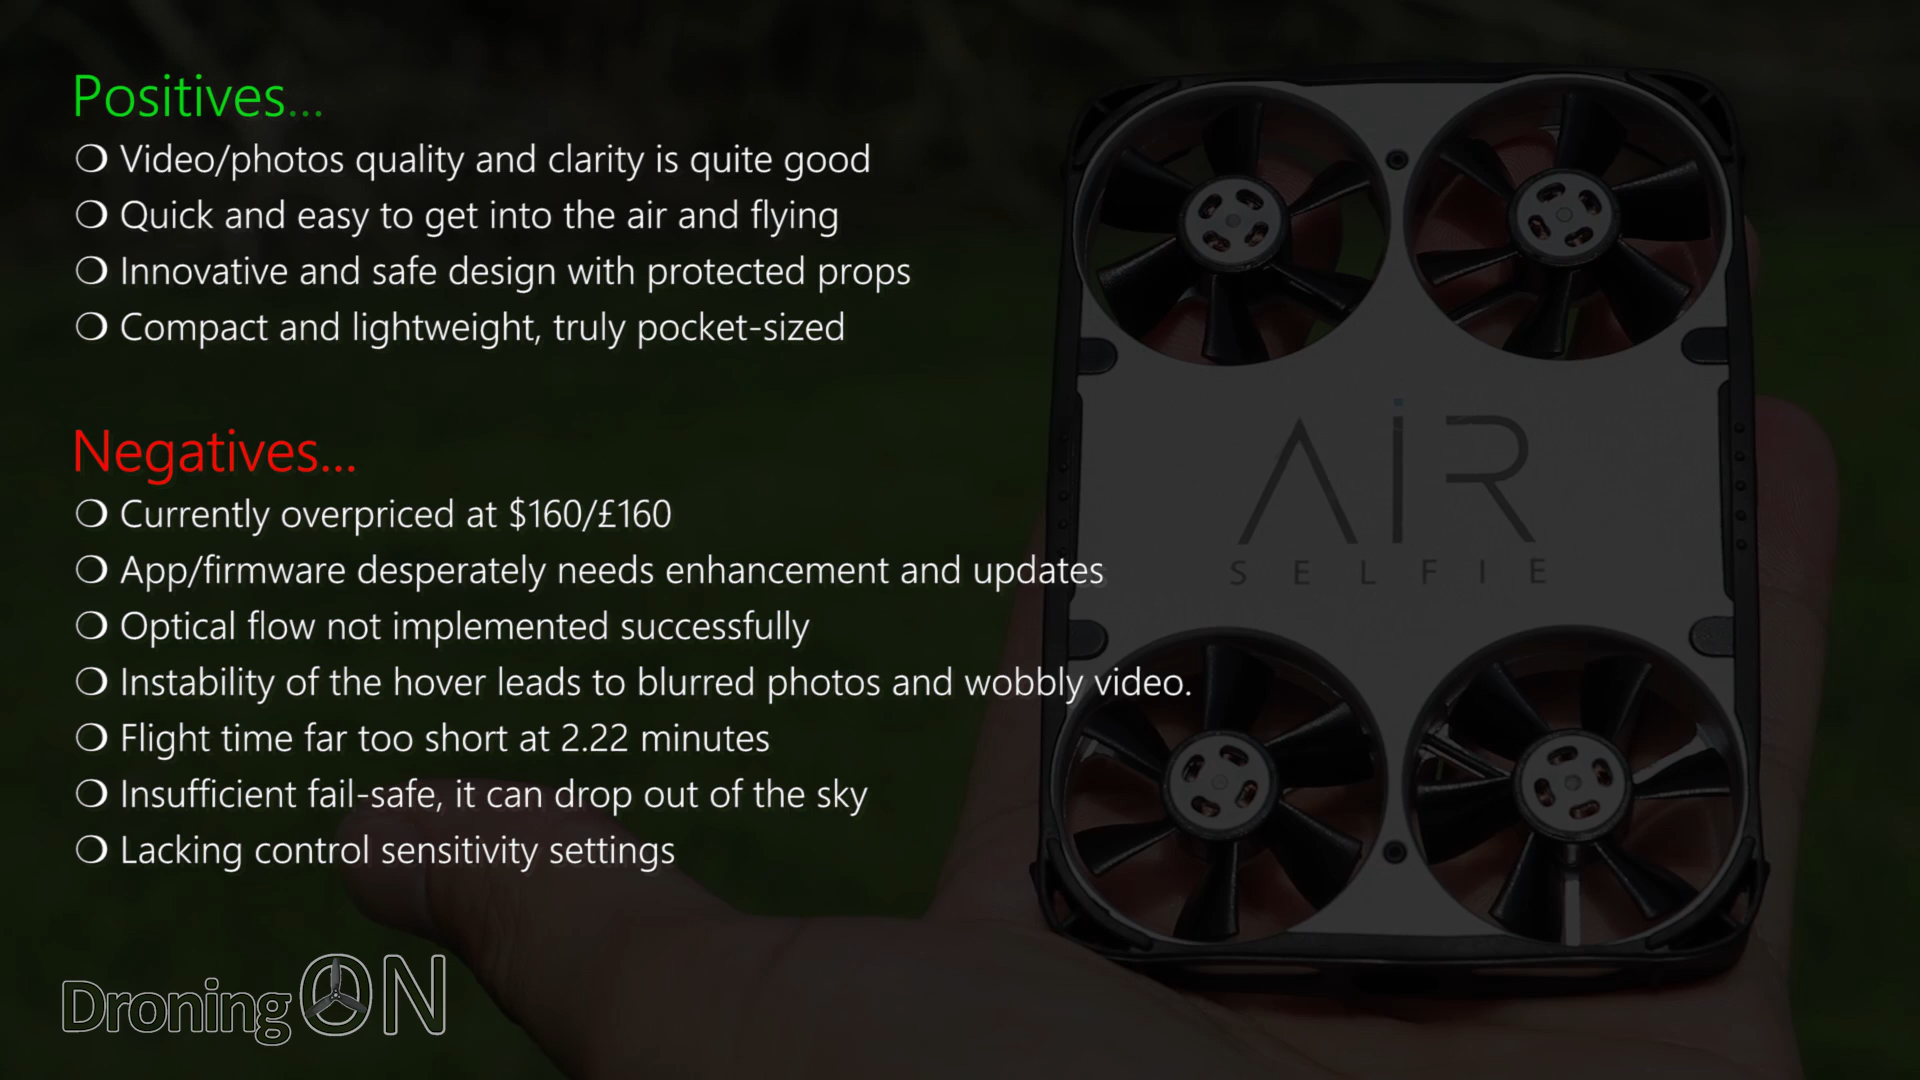 Positives...
❍ Video/photos quality and clarity is quite good
❍ Quick and easy to get into the air and flying
❍ Innovative and safe design with protected props
❍ Compact and lightweight, truly pocket-sized
Negatives...
❍ Currently overpriced at $160/£160
❍ App/firmware desperately needs enhancement and updates
❍ Optical flow not implemented successfully
❍ Instability of the hover leads to blurred photos and wobbly video.
❍ Flight time far too short at 2.22 minutes
❍ Insufficient fail-safe, it can drop out of the sky
❍ Lacking control sensitivity settings
DroningON
AiR
SELFIE